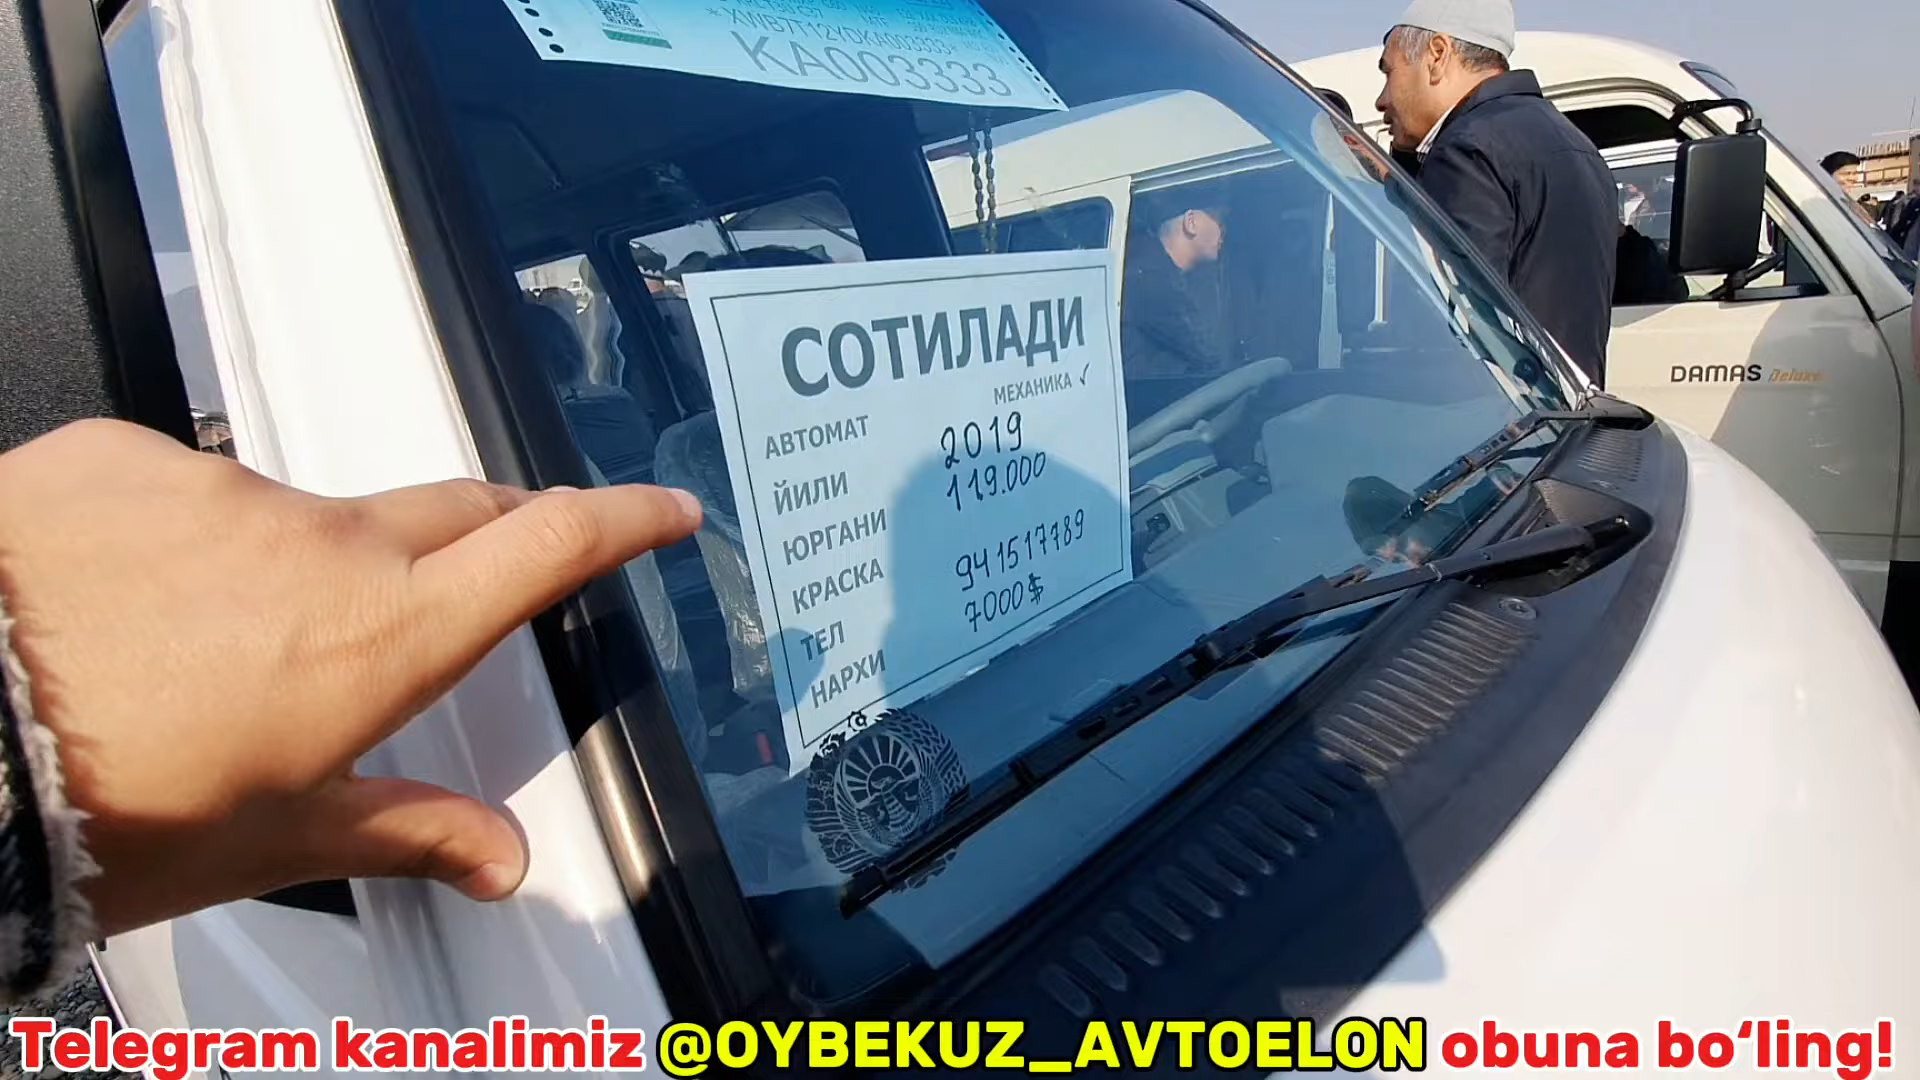 *XWB7T12YDKA003333*
KA003333
СОТИЛАДИ
МЕХАНИКА ✓
АВТОМАТ
ЙИЛИ 2019
ЮРГАНИ 119.000
КРАСКА
ТЕЛ 941517789
НАРХИ 7000$
DAMAS Deluxe
Telegram kanalimiz @OYBEKUZ_AVTOELON obuna bo‘ling!